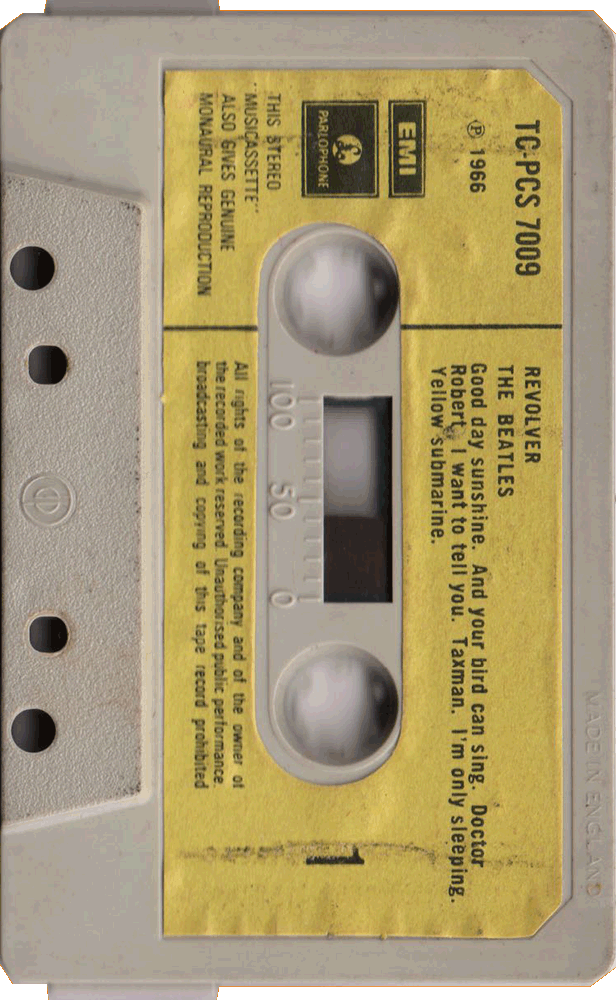 TC-PCS 7009
Ⓟ 1966
EMI
PARLOPHONE
THIS STEREO
"MUSICASSETTE"
ALSO GIVES GENUINE
MONAURAL REPRODUCTION
REVOLVER
THE BEATLES
Good day sunshine. And your bird can sing. Doctor
Robert. I want to tell you. Taxman. I'm only sleeping.
Yellow submarine.
100 50 0
All rights of the recording company and of the owner of
the recorded work reserved. Unauthorised public performance
broadcasting and copying of this tape record prohibited
1
MADE IN ENGLAND